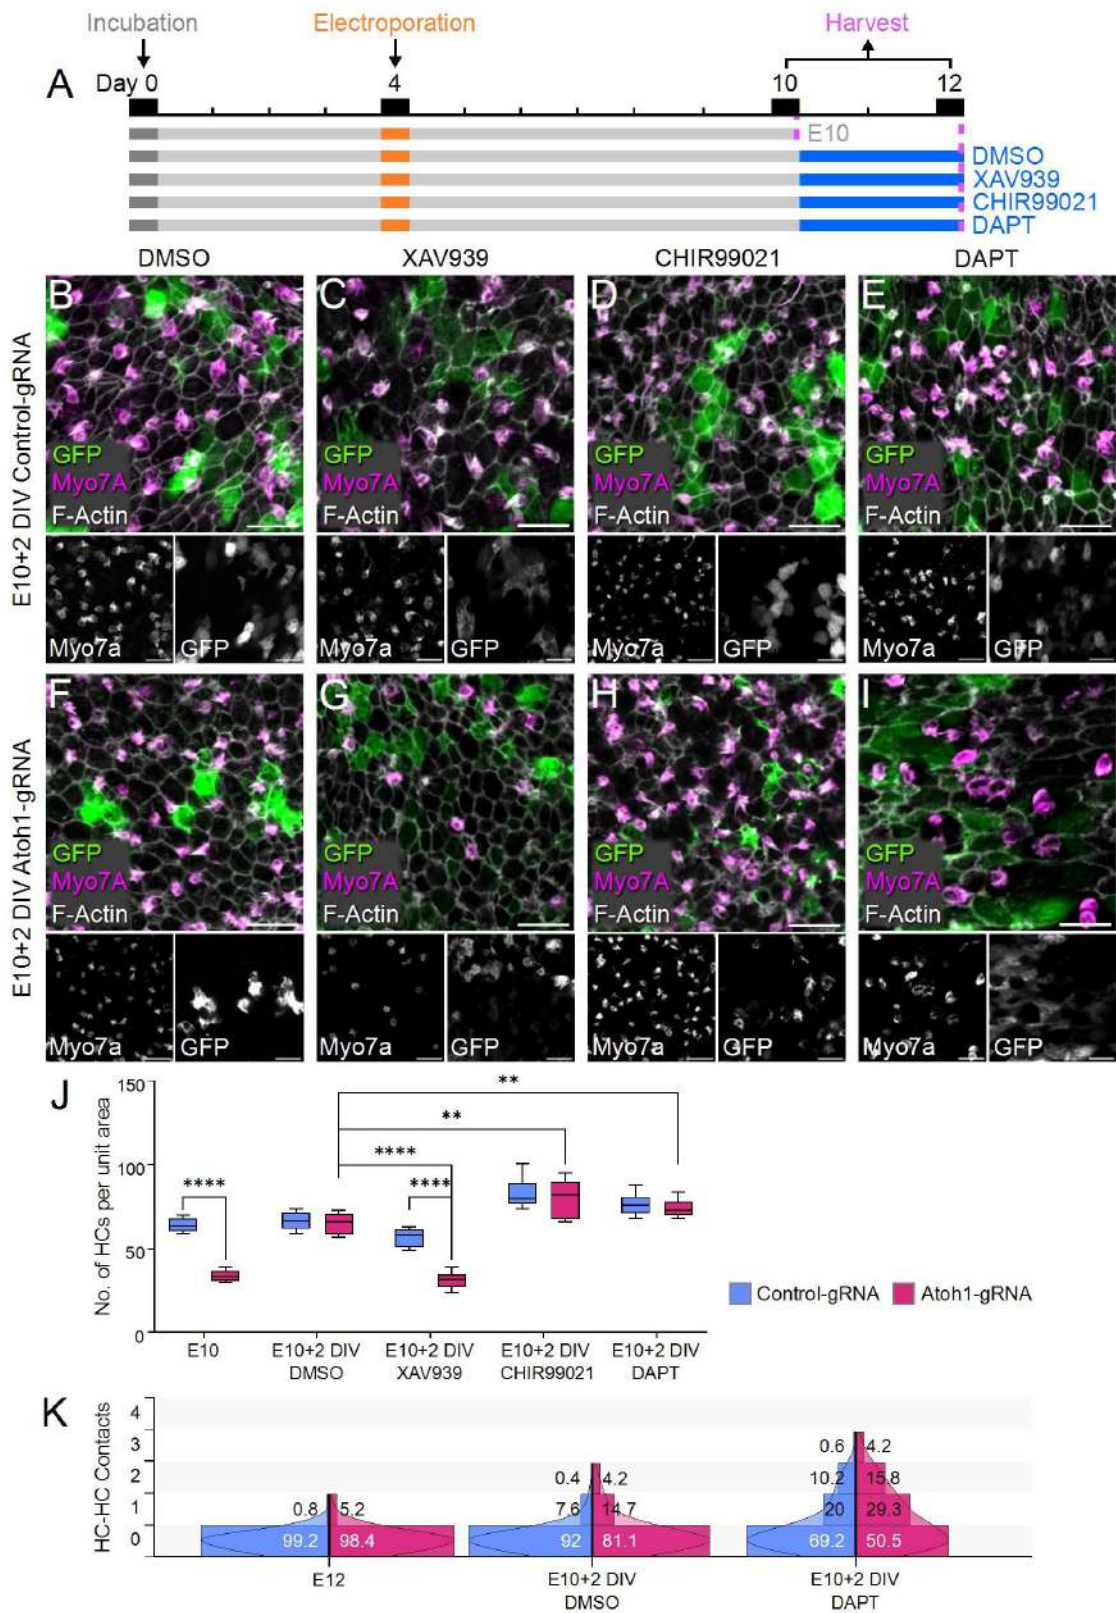 Incubation Electroporation Harvest
A Day 0 4 10 12
E10
DMSO
XAV939
CHIR99021
DAPT
DMSO XAV939 CHIR99021 DAPT
E10+2 DIV Control-gRNA
B C D E
GFP GFP GFP GFP
Myo7A Myo7A Myo7A Myo7A
F-Actin F-Actin F-Actin F-Actin
Myo7a GFP Myo7a GFP Myo7a GFP Myo7a GFP
E10+2 DIV Atoh1-gRNA
F G H I
GFP GFP GFP GFP
Myo7A Myo7A Myo7A Myo7A
F-Actin F-Actin F-Actin F-Actin
Myo7a GFP Myo7a GFP Myo7a GFP Myo7a GFP
J
No. of HCs per unit area
150
**
**
100
****
**** ****
50
0
Control-gRNA Atoh1-gRNA
E10 E10+2 DIV E10+2 DIV E10+2 DIV E10+2 DIV
DMSO XAV939 CHIR99021 DAPT
K
HC-HC Contacts
4
3 0.6 4.2
2 0.4 4.2 10.2 15.8
1 0.8 5.2 7.6 14.7 20 29.3
0 99.2 98.4 92 81.1 69.2 50.5
E12 E10+2 DIV E10+2 DIV
DMSO DAPT